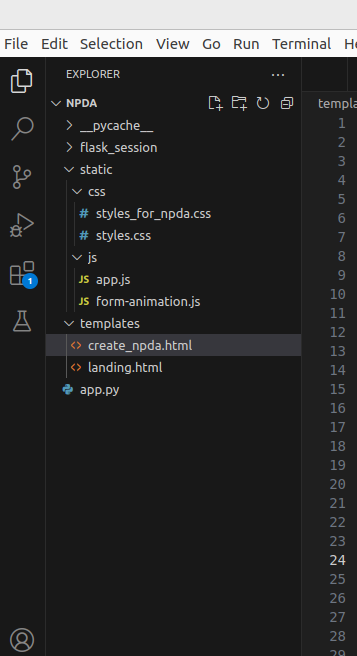 File Edit Selection View Go Run Terminal He
EXPLORER ...
NPDA
templa
__pycache__
flask_session
static
css
# styles_for_npda.css
# styles.css
js
JS app.js
JS form-animation.js
templates
<> create_npda.html
<> landing.html
app.py
1
1
2
3
4
5
6
7
8
9
10
11
12
13
14
15
16
17
18
19
20
21
22
23
24
25
26
27
28
29